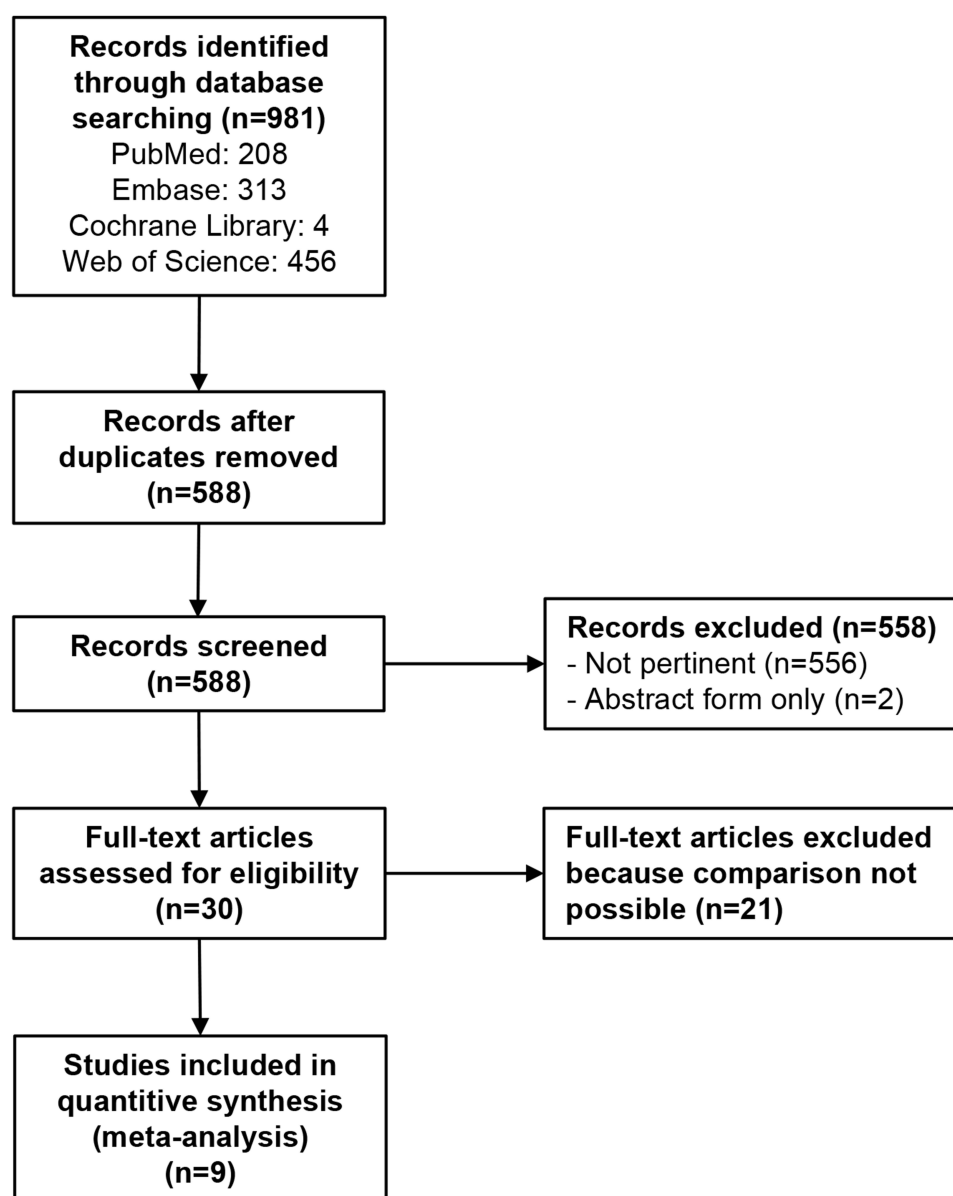 Records identified
through database
searching (n=981)
PubMed: 208
Embase: 313
Cochrane Library: 4
Web of Science: 456
Records after
duplicates removed
(n=588)
Records screened
(n=588)
Records excluded (n=558)
- Not pertinent (n=556)
- Abstract form only (n=2)
Full-text articles
assessed for eligibility
(n=30)
Full-text articles excluded
because comparison not
possible (n=21)
Studies included in
quantitive synthesis
(meta-analysis)
(n=9)